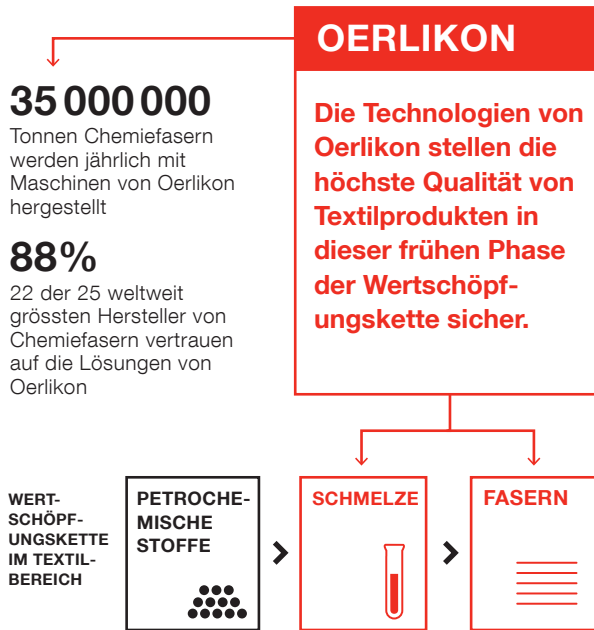 OERLIKON
35 000 000
Tonnen Chemiefasern
werden jährlich mit
Maschinen von Oerlikon
hergestellt
88%
22 der 25 weltweit
grössten Hersteller von
Chemiefasern vertrauen
auf die Lösungen von
Oerlikon
Die Technologien von
Oerlikon stellen die
höchste Qualität von
Textilprodukten in
dieser frühen Phase
der Wertschöpf-
ungskette sicher.
WERT-
SCHÖPF-
UNGSKETTE
IM TEXTIL-
BEREICH
PETROCHE-
MISCHE
STOFFE
SCHMELZE
FASERN